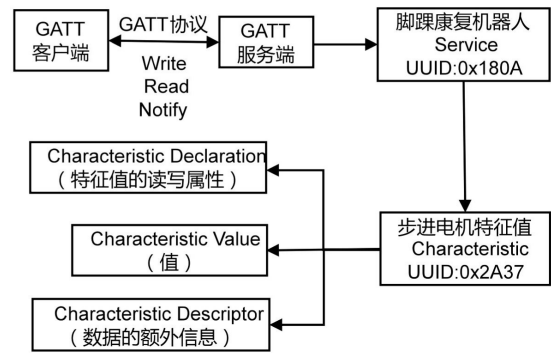 GATT
客户端
GATT协议
Write
Read
Notify
GATT
服务端
脚踝康复机器人
Service
UUID:0x180A
Characteristic Declaration
（特征值的读写属性）
Characteristic Value
（值）
Characteristic Descriptor
（数据的额外信息）
步进电机特征值
Characteristic
UUID:0x2A37